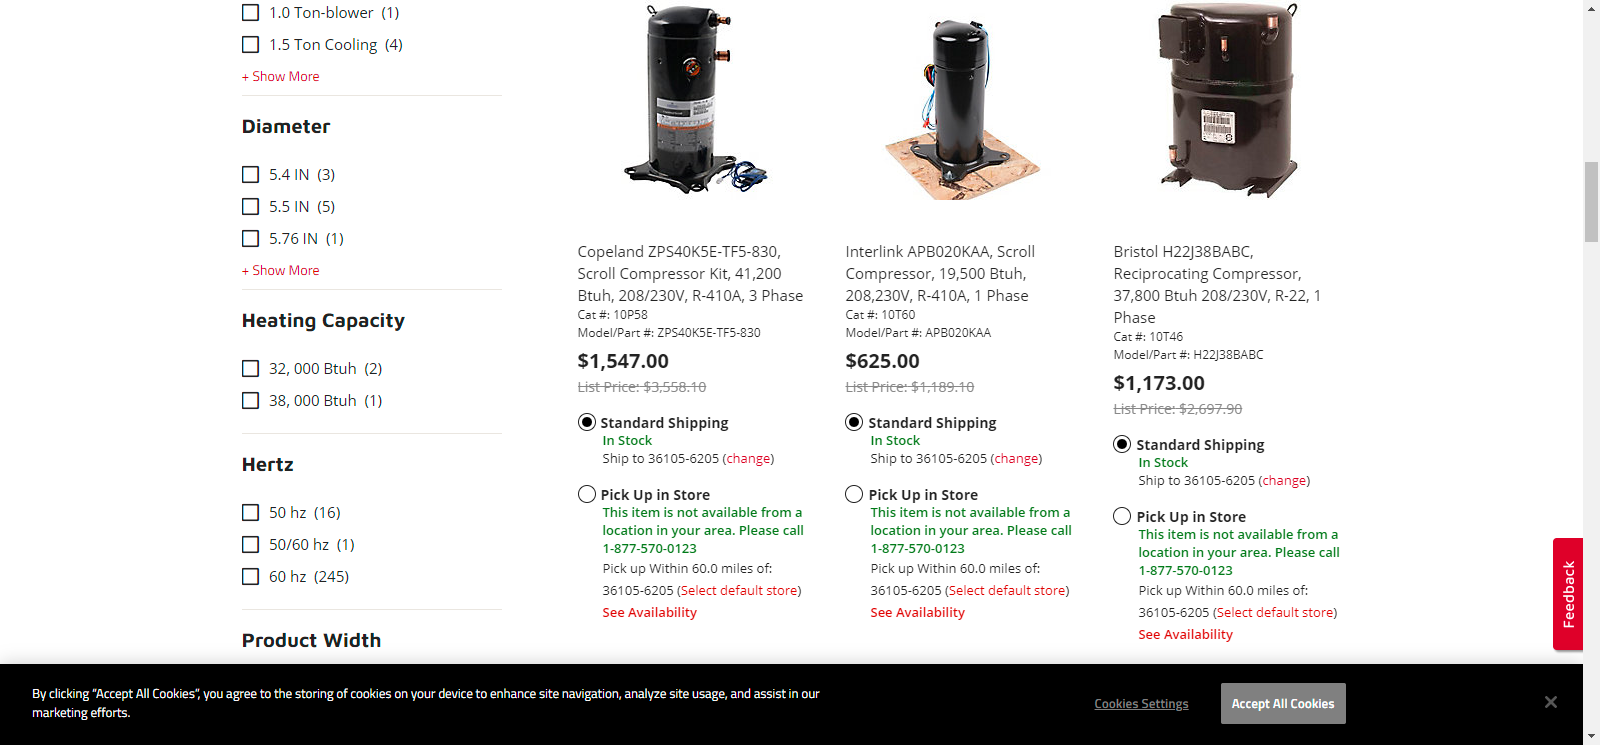 1.0 Ton-blower (1)
1.5 Ton Cooling (4)
+ Show More
Diameter
5.4 IN (3)
5.5 IN (5)
5.76 IN (1)
+ Show More
Heating Capacity
32, 000 Btuh (2)
38, 000 Btuh (1)
Hertz
50 hz (16)
50/60 hz (1)
60 hz (245)
Product Width
Copeland ZPS40K5E-TF5-830,
Scroll Compressor Kit, 41,200
Btuh, 208/230V, R-410A, 3 Phase
Cat #: 10P58
Model/Part #: ZPS40K5E-TF5-830
$1,547.00
List Price: $3,558.10
Standard Shipping
In Stock
Ship to 36105-6205 (change)
Pick Up in Store
This item is not available from a
location in your area. Please call
1-877-570-0123
Pick up Within 60.0 miles of:
36105-6205 (Select default store)
See Availability
Interlink APB020KAA, Scroll
Compressor, 19,500 Btuh,
208,230V, R-410A, 1 Phase
Cat #: 10T60
Model/Part #: APB020KAA
$625.00
List Price: $1,189.10
Standard Shipping
In Stock
Ship to 36105-6205 (change)
Pick Up in Store
This item is not available from a
location in your area. Please call
1-877-570-0123
Pick up Within 60.0 miles of:
36105-6205 (Select default store)
See Availability
Bristol H22J38BABC,
Reciprocating Compressor,
37,800 Btuh 208/230V, R-22, 1
Phase
Cat #: 10T46
Model/Part #: H22J38BABC
$1,173.00
List Price: $2,697.90
Standard Shipping
In Stock
Ship to 36105-6205 (change)
Pick Up in Store
This item is not available from a
location in your area. Please call
1-877-570-0123
Pick up Within 60.0 miles of:
36105-6205 (Select default store)
See Availability
Feedback
By clicking “Accept All Cookies”, you agree to the storing of cookies on your device to enhance site navigation, analyze site usage, and assist in our
marketing efforts.
Cookies Settings
Accept All Cookies